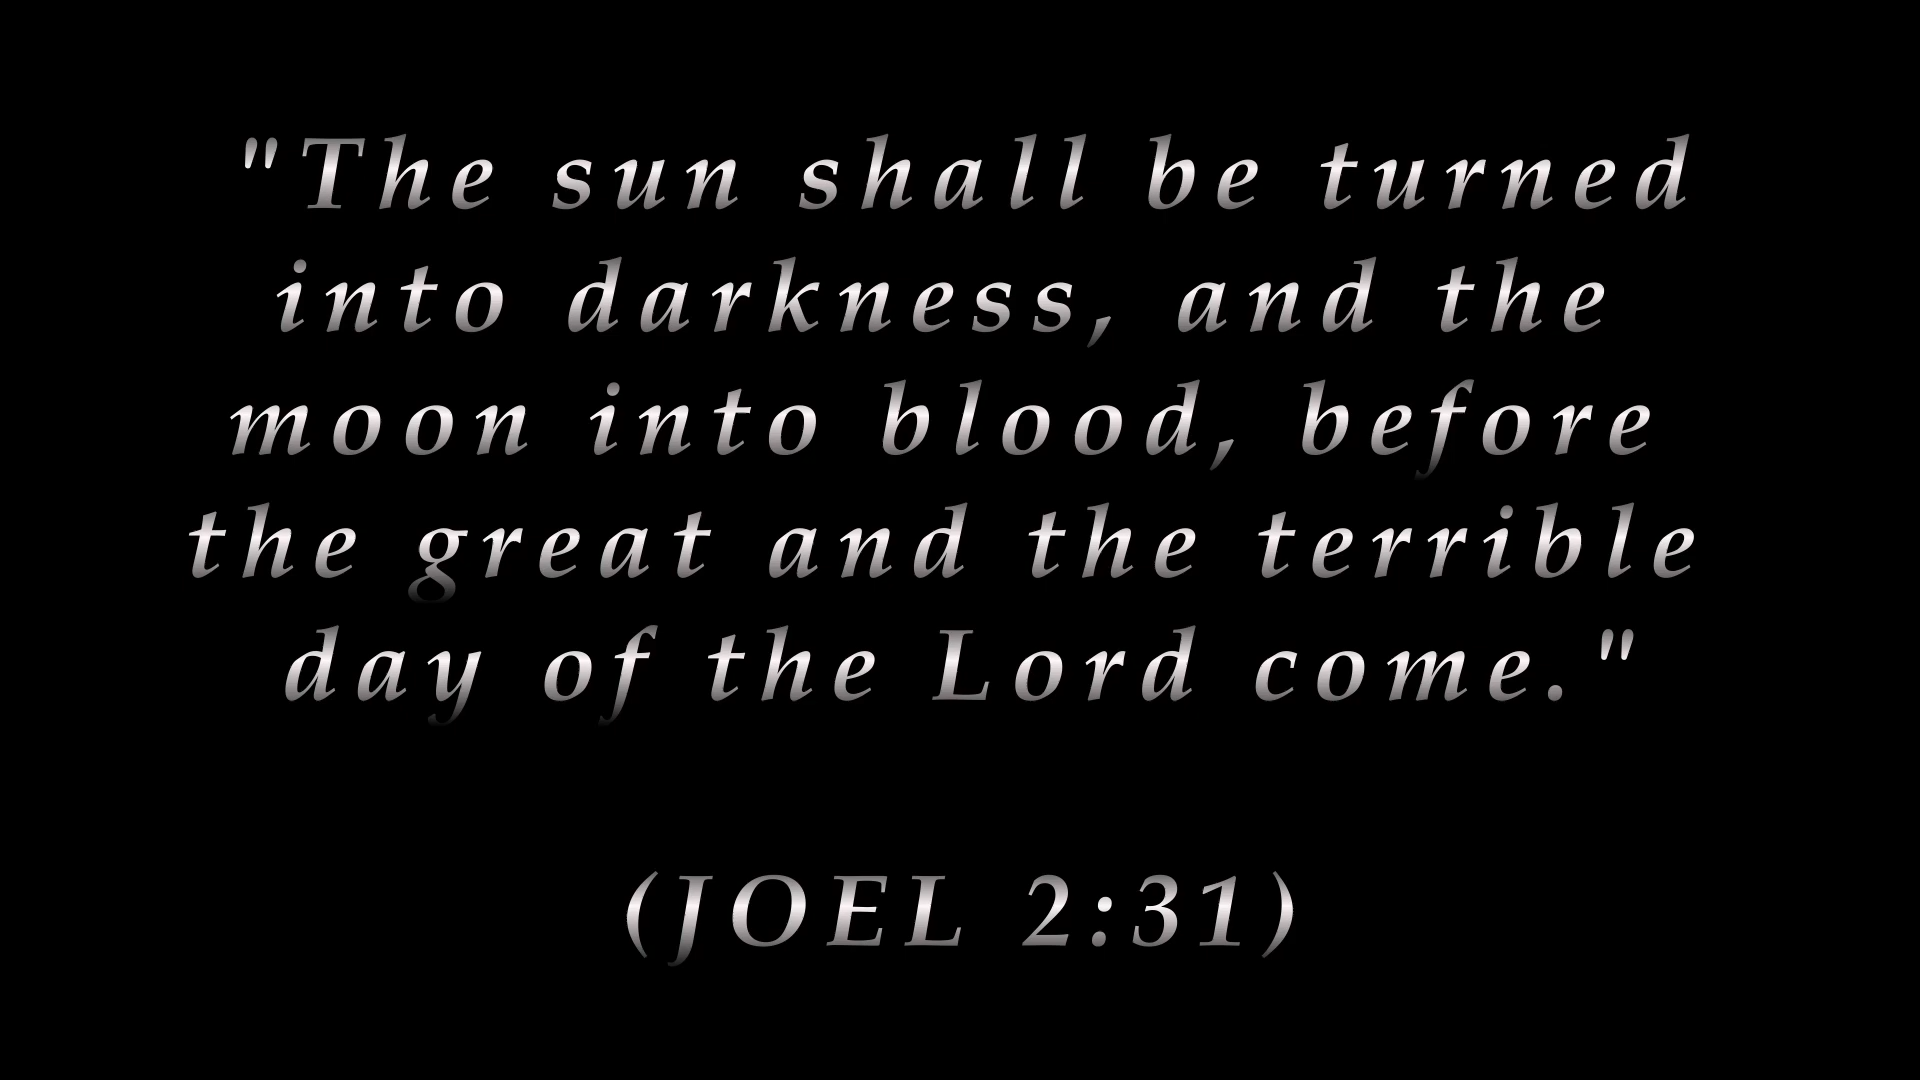 "The sun shall be turned
into darkness, and the
moon into blood, before
the great and the terrible
day of the Lord come."
(JOEL 2:31)